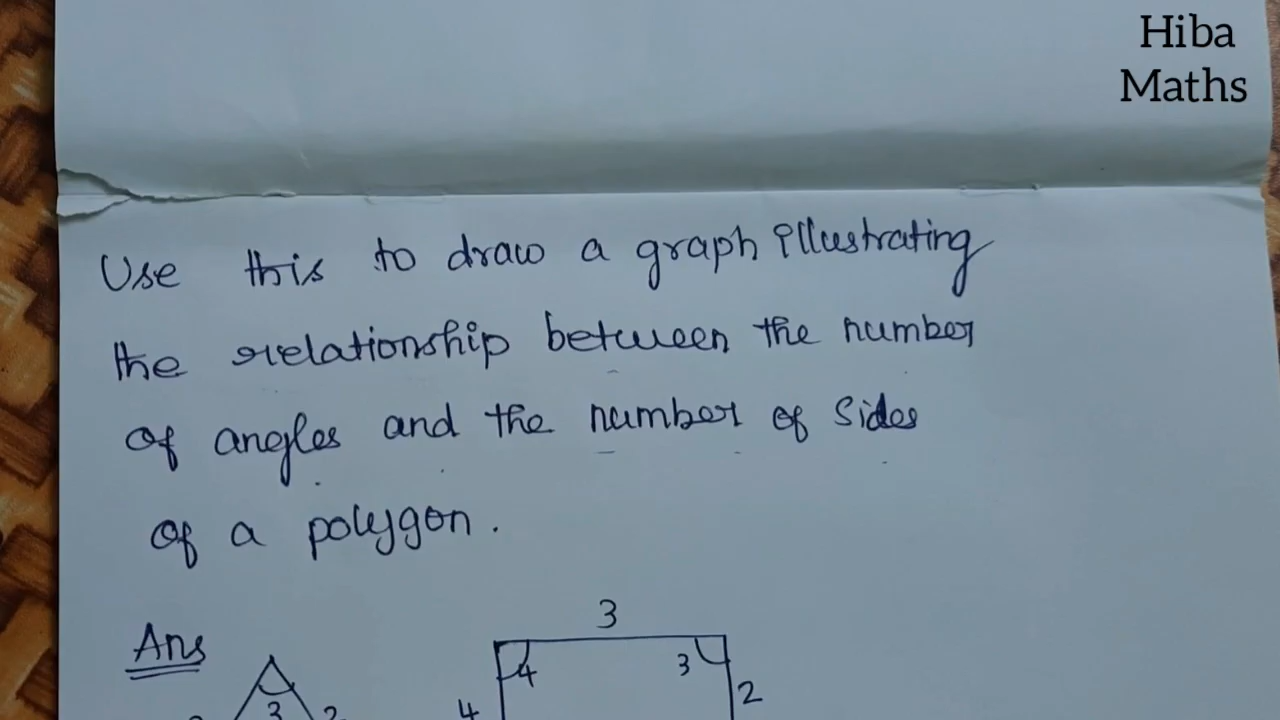 Hiba
Maths
Use this to draw a graph illustrating
the relationship between the number
of angles and the number of sides
of a polygon.
Ans
3
4
3
3
4
2